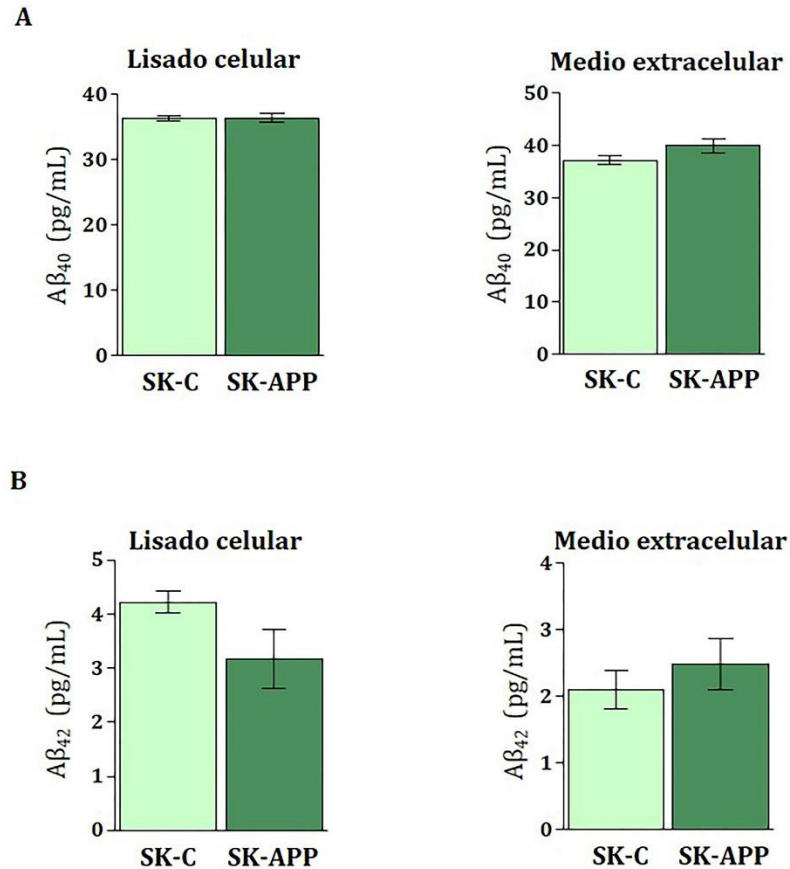 A
Lisado celular
Aβ₄₀ (pg/mL)
40
30
20
10
0
SK-C SK-APP
Medio extracelular
Aβ₄₀ (pg/mL)
50
40
30
20
10
0
SK-C SK-APP
B
Lisado celular
Aβ₄₂ (pg/mL)
5
4
3
2
1
0
SK-C SK-APP
Medio extracelular
Aβ₄₂ (pg/mL)
4
3
2
1
0
SK-C SK-APP